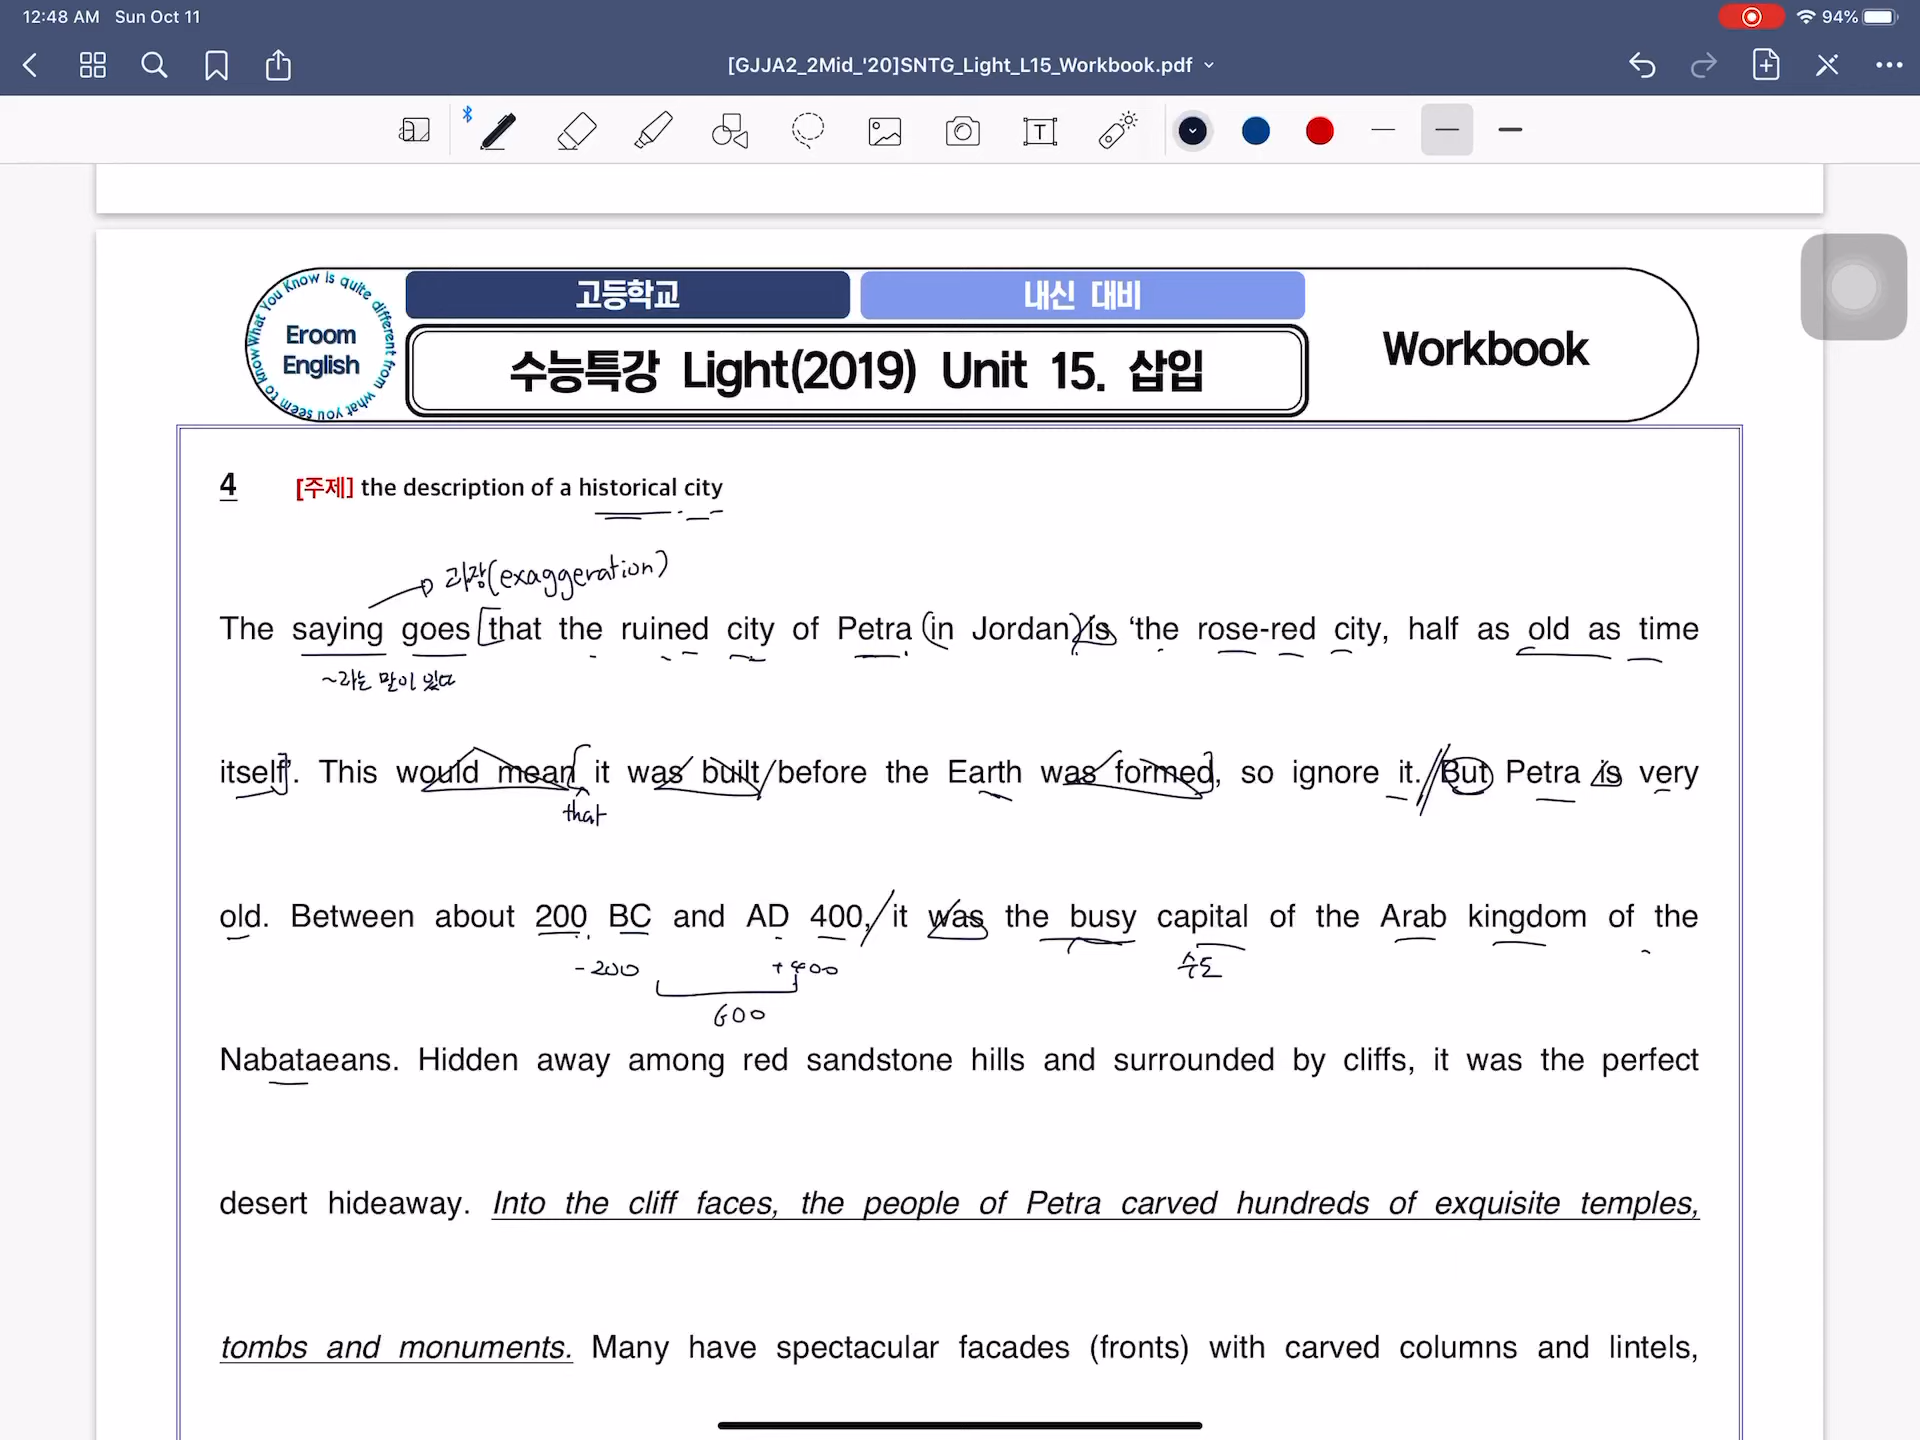 12:48 AM Sun Oct 11
94%
[GJJA2_2Mid_'20]SNTG_Light_L15_Workbook.pdf
What You Know is quite different from what you seem to know
Eroom
English
고등학교
내신 대비
수능특강 Light(2019) Unit 15. 삽입
Workbook
4 [주제] the description of a historical city
과장(exaggeration)
The saying goes [that the ruined city of Petra (in Jordan) is ‘the rose-red city, half as old as time
~라는 말이 있다
itself]’. This would mean [it was built / before the Earth was formed], so ignore it. // But Petra is very
that
old. Between about 200 BC and AD 400, / it was the busy capital of the Arab kingdom of the
-200 +400 수도
600
Nabataeans. Hidden away among red sandstone hills and surrounded by cliffs, it was the perfect
desert hideaway. Into the cliff faces, the people of Petra carved hundreds of exquisite temples,
tombs and monuments. Many have spectacular facades (fronts) with carved columns and lintels,